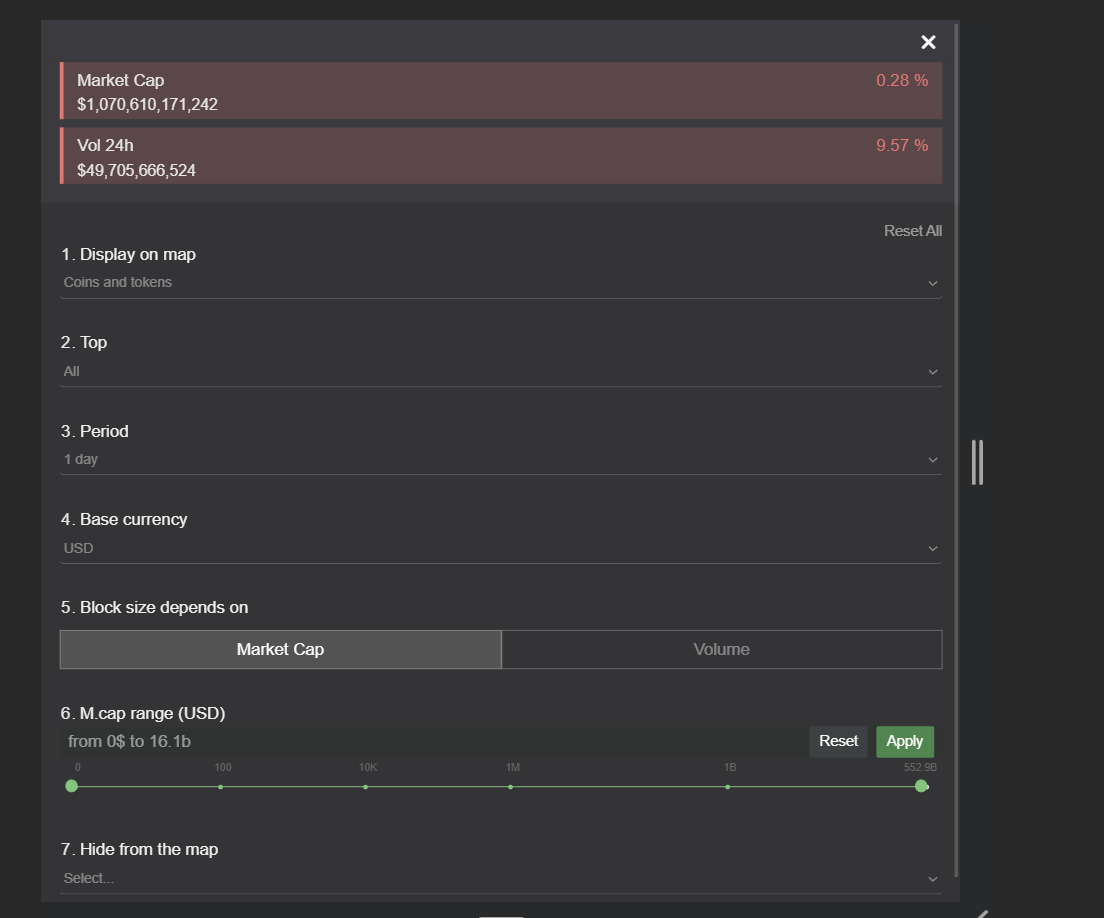 Market Cap
0.28 %
$1,070,610,171,242
Vol 24h
9.57 %
$49,705,666,524
Reset All
1. Display on map
Coins and tokens
2. Top
All
3. Period
1 day
4. Base currency
USD
5. Block size depends on
Market Cap
Volume
6. M.cap range (USD)
from 0$ to 16.1b
Reset
Apply
0 100 10K 1M 1B 552.9B
7. Hide from the map
Select...